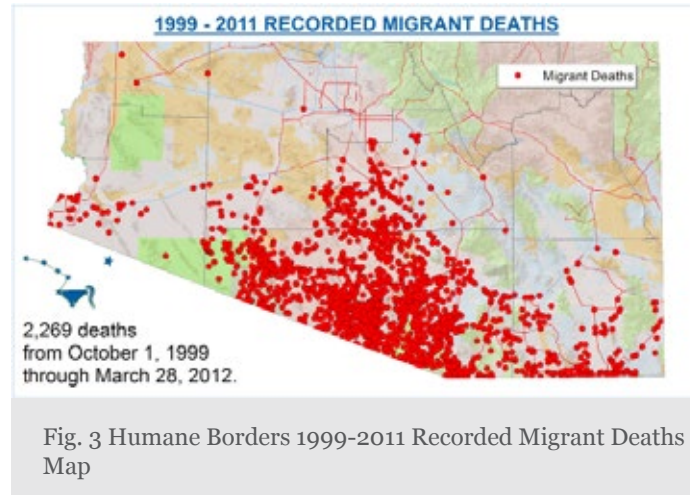 1999 - 2011 RECORDED MIGRANT DEATHS
Migrant Deaths
2,269 deaths
from October 1, 1999
through March 28, 2012.
Fig. 3 Humane Borders 1999-2011 Recorded Migrant Deaths
Map